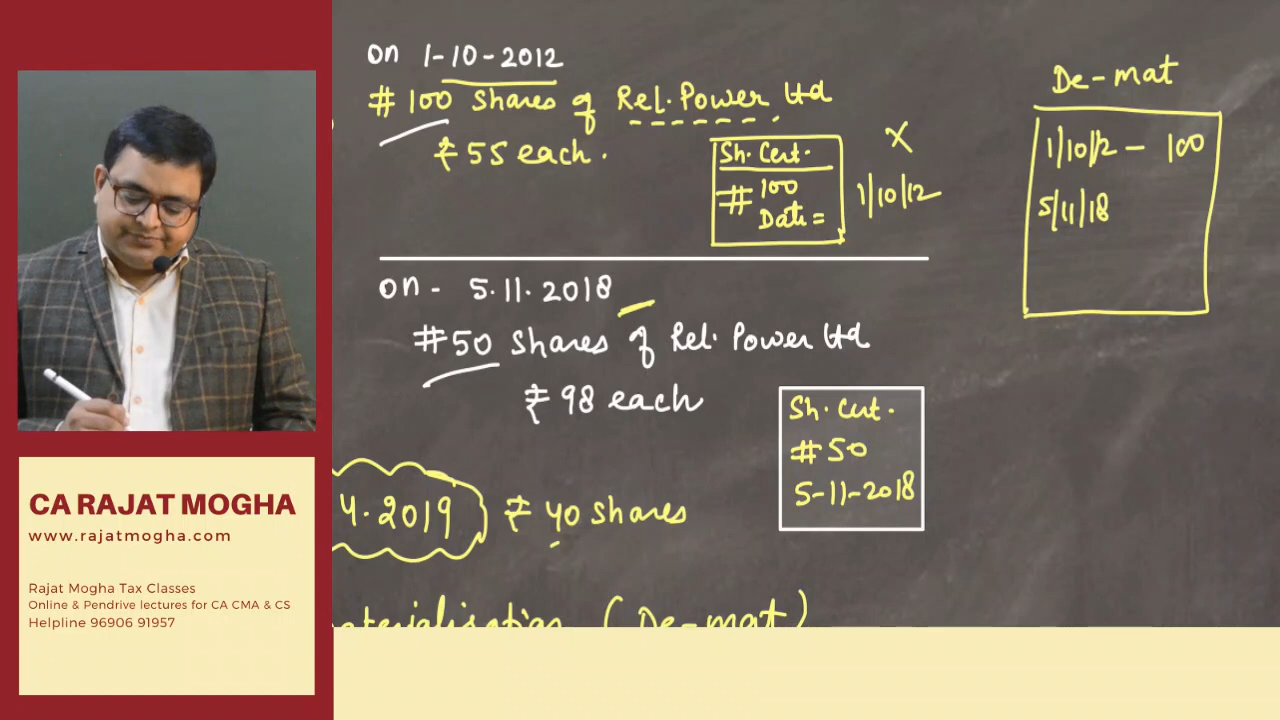 on 1-10-2012
# 100 Shares of Rel. Power Ltd
₹ 55 each.
Sh. Cert.
# 100
Date =
X
1/10/12
De-mat
1/10/12 - 100
5/11/18
on - 5.11.2018
#50 Shares of Rel. Power Ltd
₹ 98 each
Sh. Cert.
# 50
5-11-2018
4.2019 ₹ 40 shares
aterialisation (De-mat)
CA RAJAT MOGHA
www.rajatmogha.com
Rajat Mogha Tax Classes
Online & Pendrive lectures for CA CMA & CS
Helpline 96906 91957